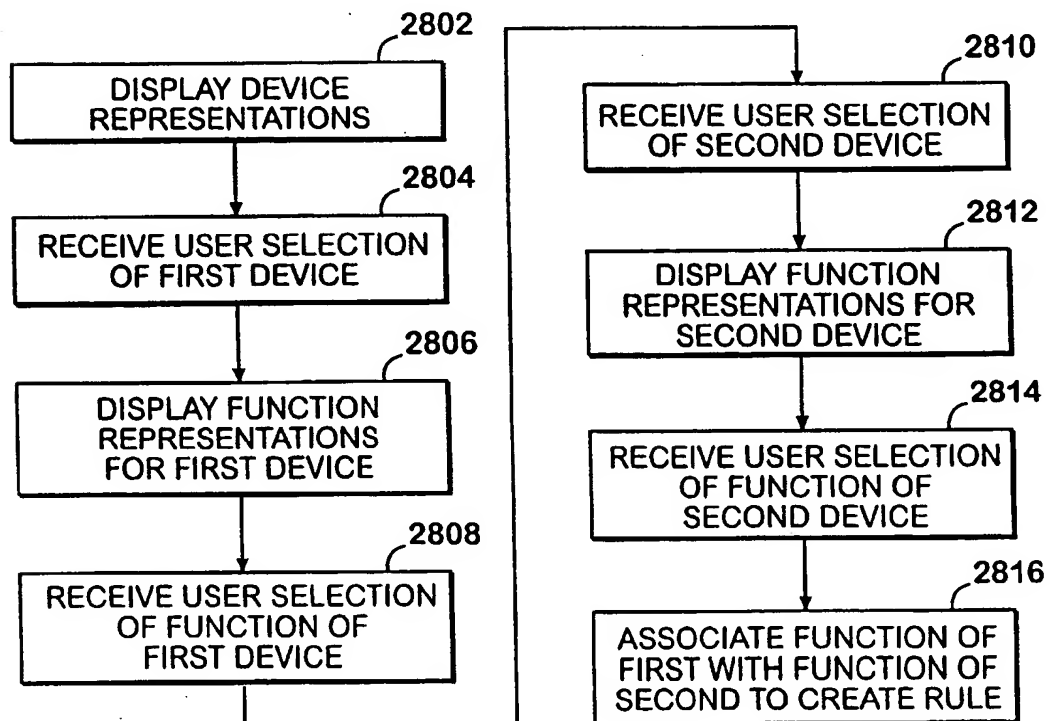 2802
DISPLAY DEVICE
REPRESENTATIONS
2804
RECEIVE USER SELECTION
OF FIRST DEVICE
2806
DISPLAY FUNCTION
REPRESENTATIONS
FOR FIRST DEVICE
2808
RECEIVE USER SELECTION
OF FUNCTION OF
FIRST DEVICE
2810
RECEIVE USER SELECTION
OF SECOND DEVICE
2812
DISPLAY FUNCTION
REPRESENTATIONS FOR
SECOND DEVICE
2814
RECEIVE USER SELECTION
OF FUNCTION OF
SECOND DEVICE
2816
ASSOCIATE FUNCTION OF
FIRST WITH FUNCTION OF
SECOND TO CREATE RULE